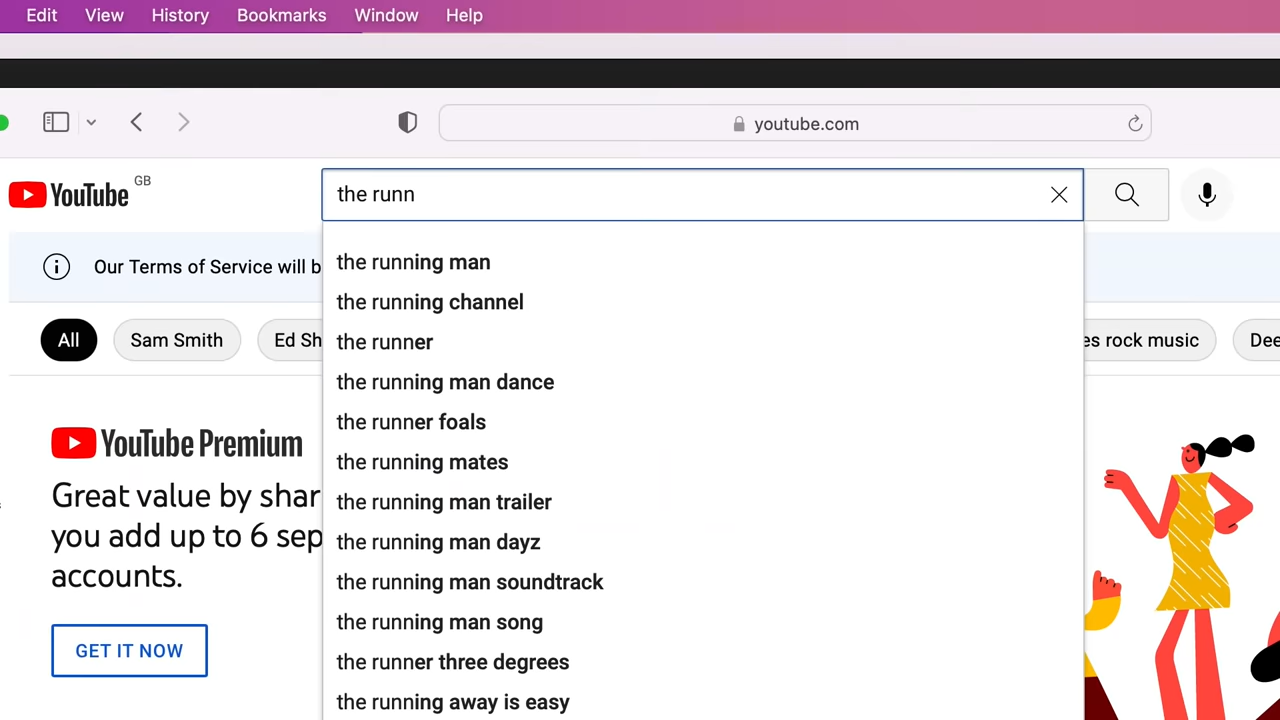 Edit View History Bookmarks Window Help
youtube.com
YouTube GB
the runn
Our Terms of Service will b
the running man
the running channel
the runner
the running man dance
the runner foals
the running mates
the running man trailer
the running man dayz
the running man soundtrack
the running man song
the runner three degrees
the running away is easy
All Sam Smith Ed Sh es rock music Dee
YouTube Premium
Great value by shar
you add up to 6 sep
accounts.
GET IT NOW